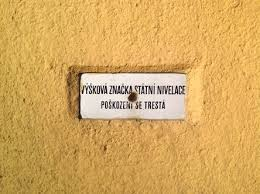 VÝŠKOVÁ ZNAČKA STÁTNÍ NIVELACE
POŠKOZENÍ SE TRESTÁ